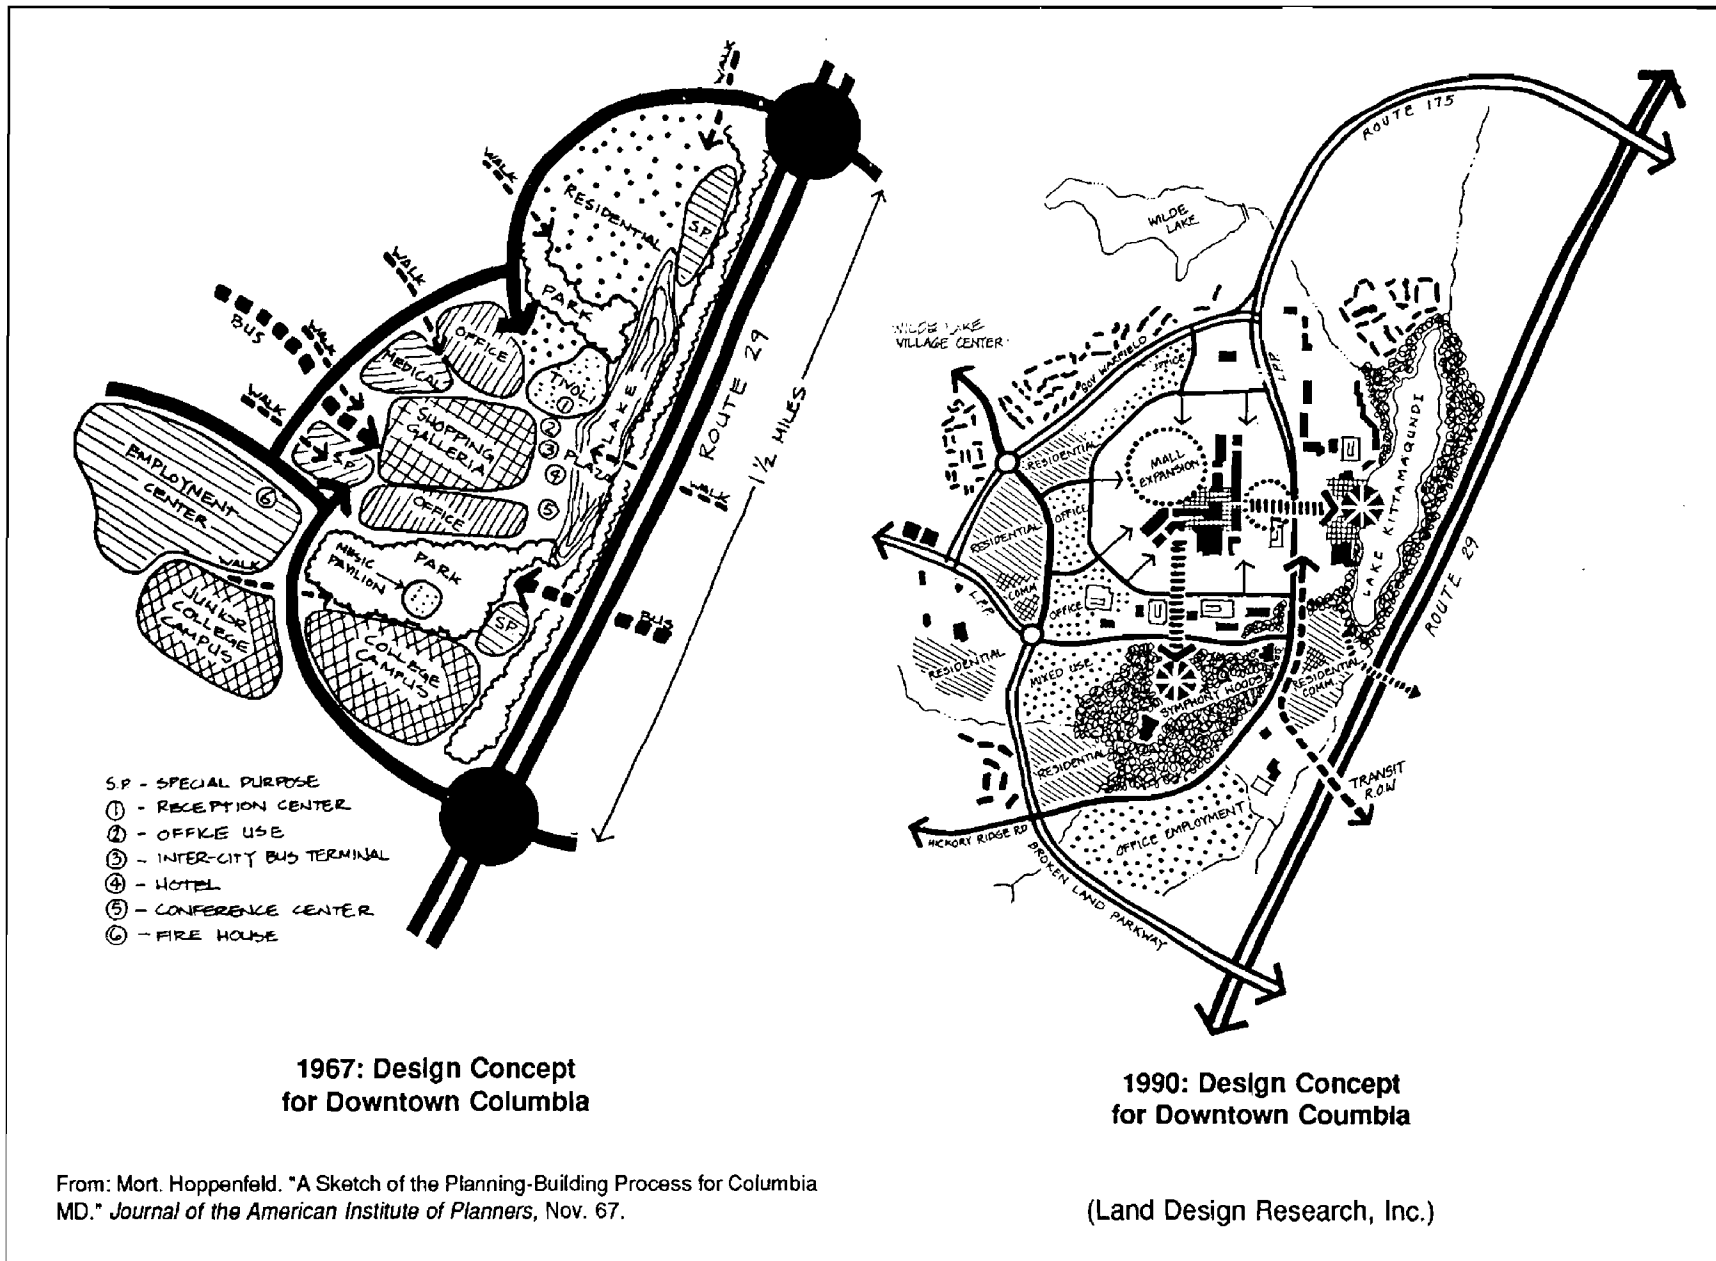 WALK
WALK
RESIDENTIAL
S.P.
WALK
PARK
BUS
WALK
OFFICE
MEDICAL
TIVOLI
①
LAKE
ROUTE 29
1½ MILES
WALK
SHOPPING
GALLERIA
②
③
PLAZA
④
WALK
S.P.
EMPLOYMENT
CENTER
⑥
OFFICE
⑤
WALK
MUSIC
PAVILION
PARK
JUNIOR
COLLEGE
CAMPUS
COLLEGE
CAMPUS
S.P.
BUS
S.P. - SPECIAL PURPOSE
① - RECEPTION CENTER
② - OFFICE USE
③ - INTER-CITY BUS TERMINAL
④ - HOTEL
⑤ - CONFERENCE CENTER
⑥ - FIRE HOUSE
1967: Design Concept
for Downtown Columbia
From: Mort. Hoppenfeld. "A Sketch of the Planning-Building Process for Columbia
MD." Journal of the American Institute of Planners, Nov. 67.
ROUTE 175
WILDE
LAKE
WILDE LAKE
VILLAGE CENTER
GOV WARFIELD
OFFICE
L.P.P.
RESIDENTIAL
MALL
EXPANSION
OFFICE
RESIDENTIAL
COMM
L.P.P.
OFFICE
LAKE KITTAMAQUNDI
ROUTE 29
RESIDENTIAL
MIXED USE
SYMPHONY WOODS
RESIDENTIAL
COMM.
RESIDENTIAL
TRANSIT
R.O.W
OFFICE EMPLOYMENT
HICKORY RIDGE RD
BROKEN LAND PARKWAY
1990: Design Concept
for Downtown Coumbia
(Land Design Research, Inc.)